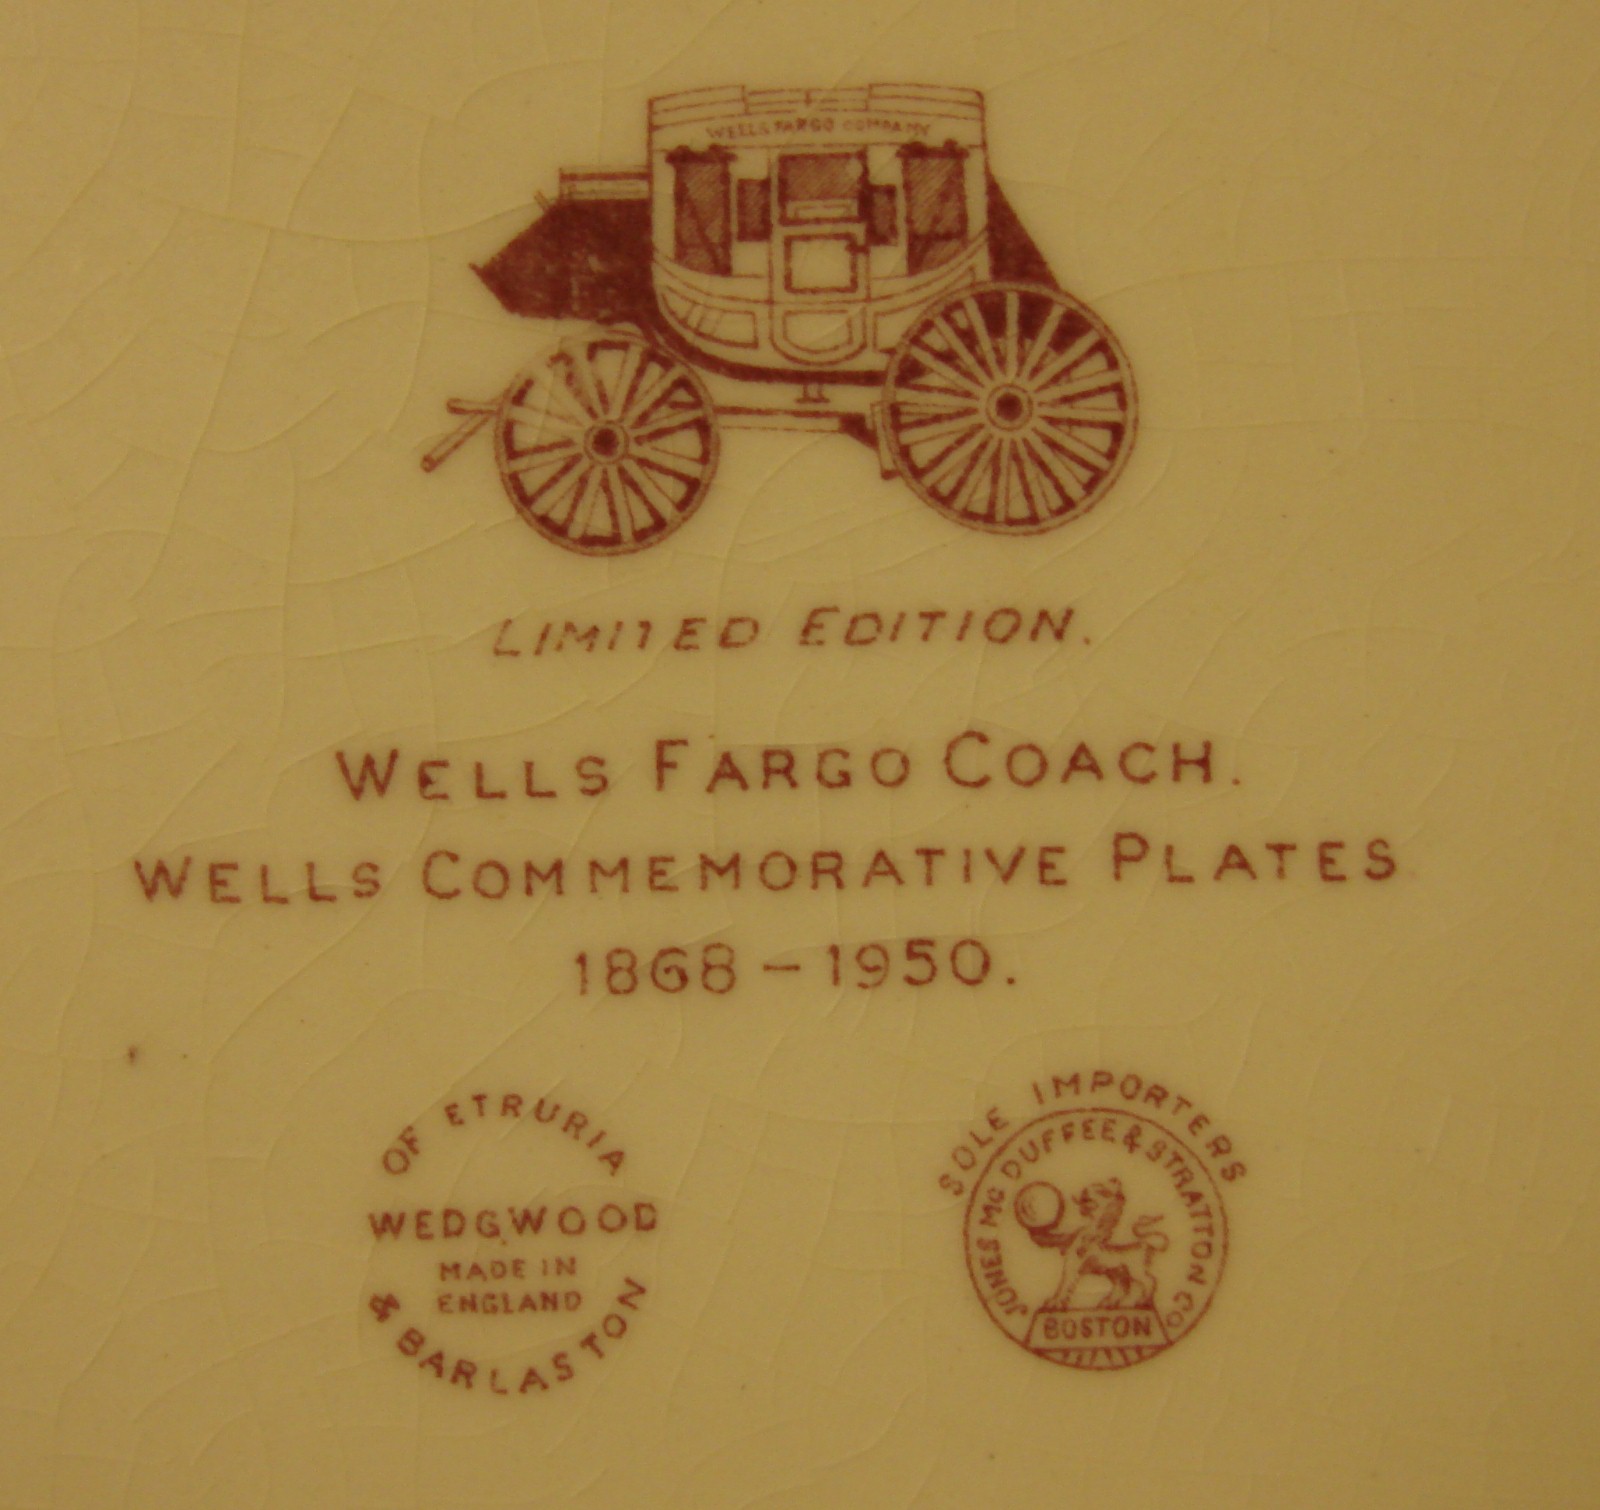 WELLS FARGO COMPANY
LIMITED EDITION.
WELLS FARGO COACH.
WELLS COMMEMORATIVE PLATES
1868 – 1950.
OF ETRURIA
WEDGWOOD
MADE IN
ENGLAND
& BARLASTON
SOLE IMPORTERS
JONES MC DUFFEE & STRATTON CO
BOSTON